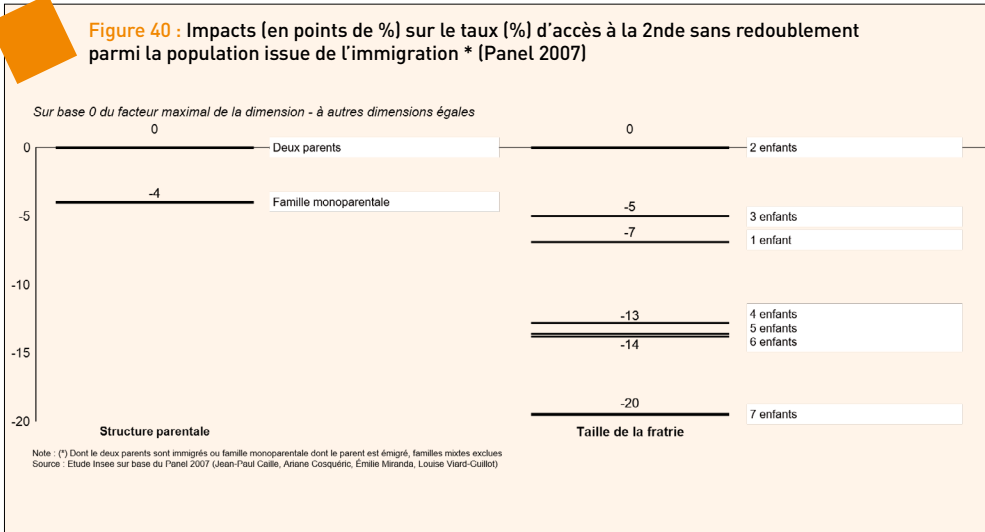 Figure 40 : Impacts (en points de %) sur le taux (%) d’accès à la 2nde sans redoublement
parmi la population issue de l’immigration * (Panel 2007)
Sur base 0 du facteur maximal de la dimension - à autres dimensions égales
0
0
0
Deux parents
2 enfants
-4
Famille monoparentale
-5
-5
3 enfants
-7
1 enfant
-10
-13
4 enfants
5 enfants
-14
6 enfants
-15
-20
7 enfants
-20
Structure parentale
Taille de la fratrie
Note : (*) Dont le deux parents sont immigrés ou famille monoparentale dont le parent est émigré, familles mixtes exclues
Source : Etude Insee sur base du Panel 2007 (Jean-Paul Caille, Ariane Cosquéric, Émilie Miranda, Louise Viard-Guillot)